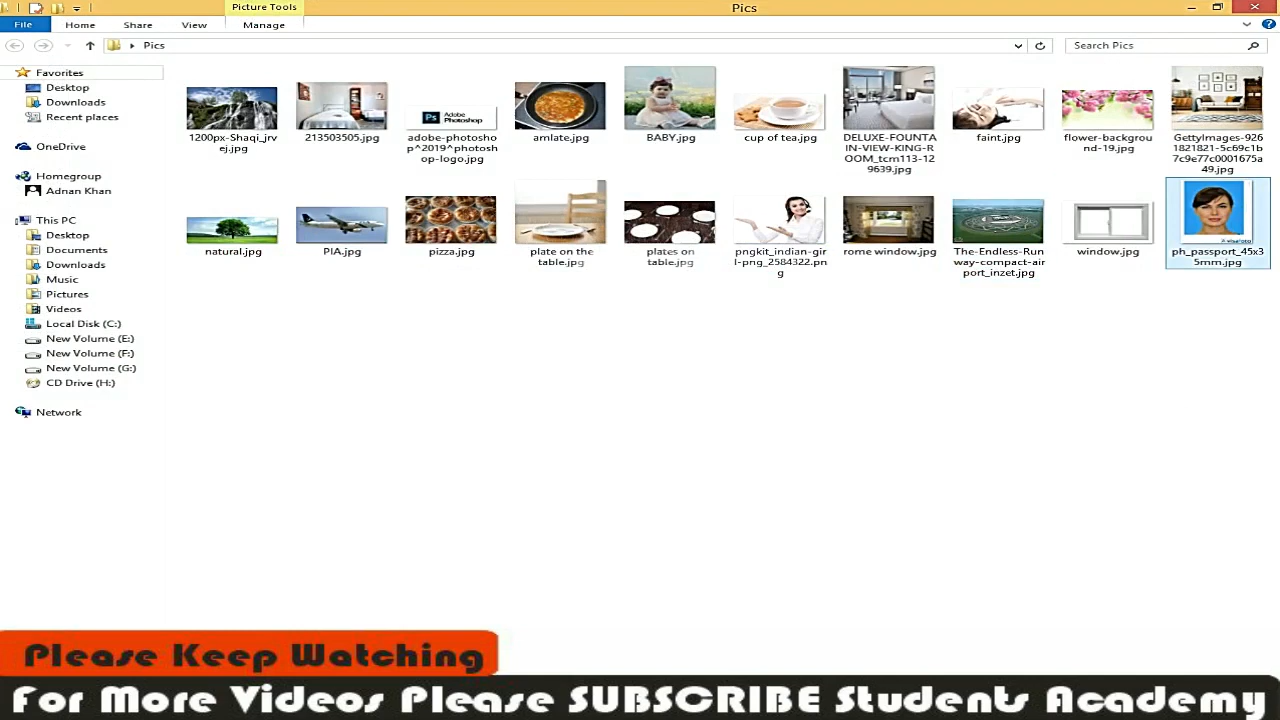 Picture Tools
Pics
File
Home
Share
View
Manage
Pics
Search Pics
Favorites
Desktop
Downloads
Recent places
OneDrive
Homegroup
Adnan Khan
This PC
Desktop
Documents
Downloads
Music
Pictures
Videos
Local Disk (C:)
New Volume (E:)
New Volume (F:)
New Volume (G:)
CD Drive (H:)
Network
Ps Adobe
Photoshop
1200px-Shaqi_jrv
ej.jpg
213503505.jpg
adobe-photosho
p^2019^photosh
op-logo.jpg
amlate.jpg
BABY.jpg
cup of tea.jpg
DELUXE-FOUNTA
IN-VIEW-KING-R
OOM_tcm113-12
9639.jpg
faint.jpg
flower-backgrou
nd-19.jpg
GettyImages-926
1821821-5c69c1b
7c9e77c0001675a
49.jpg
natural.jpg
PIA.jpg
pizza.jpg
plate on the
table.jpg
plates on
table.jpg
pngkit_indian-gir
l-png_2584322.pn
g
rome window.jpg
The-Endless-Run
way-compact-air
port_inzet.jpg
window.jpg
visafoto
ph_passport_45x3
5mm.jpg
Please Keep Watching
For More Videos Please SUBSCRIBE Students Academy